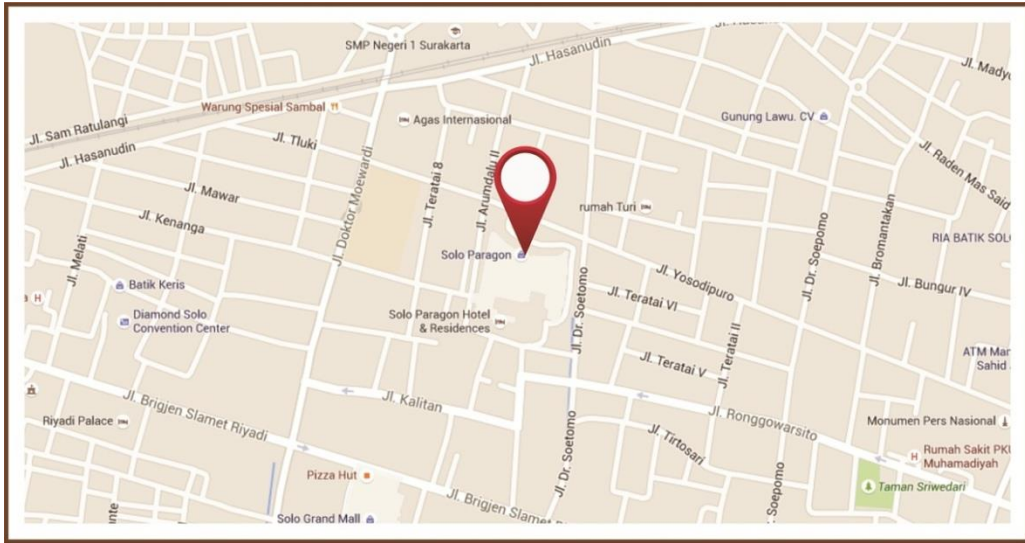 SMP Negeri 1 Surakarta
Jl. Hasanudin
Jl. Madyo
Warung Spesial Sambal
Agas Internasional
Gunung Lawu. CV
Jl. Sam Ratulangi
Jl. Hasanudin
Jl. Tluki
Jl. Doktor Moewardi
Jl. Teratai 8
Jl. Arumdalu II
Jl. Raden Mas Said
Jl. Mawar
Jl. Kenanga
rumah Turi
Jl. Dr. Soepomo
Jl. Bromantakan
RIA BATIK SOLO
Jl. Melati
Solo Paragon
Jl. Yosodipuro
Batik Keris
Jl. Teratai VI
Jl. Bungur IV
H
Diamond Solo
Convention Center
Solo Paragon Hotel
& Residences
Jl. Dr. Soetomo
Jl. Teratai II
Jl. Teratai V
ATM Man
Sahid
Jl. Brigjen Slamet Riyadi
Jl. Kalitan
Jl. Ronggowarsito
Riyadi Palace
Monumen Pers Nasional
Jl. Tirtosari
Jl. Dr. Soetomo
H
Rumah Sakit PKU
Muhamadiyah
Pizza Hut
Jl. Brigjen Slamet Riya
r. Soepomo
Taman Sriwedari
Solo Grand Mall